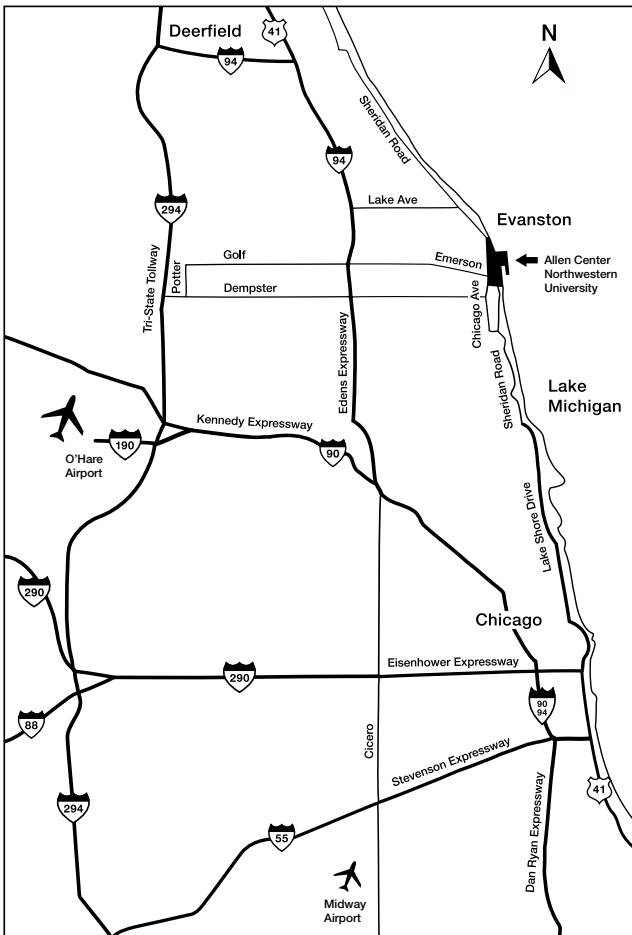 Deerfield
41
N
94
Sheridan Road
94
294
Lake Ave
Evanston
Golf
Emerson
Allen Center
Northwestern
University
Potter
Dempster
Tri-State Tollway
Chicago Ave
Edens Expressway
Sheridan Road
Lake
Michigan
Kennedy Expressway
190
O'Hare
Airport
90
Lake Shore Drive
290
Chicago
Eisenhower Expressway
290
88
90
94
Cicero
Stevenson Expressway
294
41
55
Dan Ryan Expressway
Midway
Airport